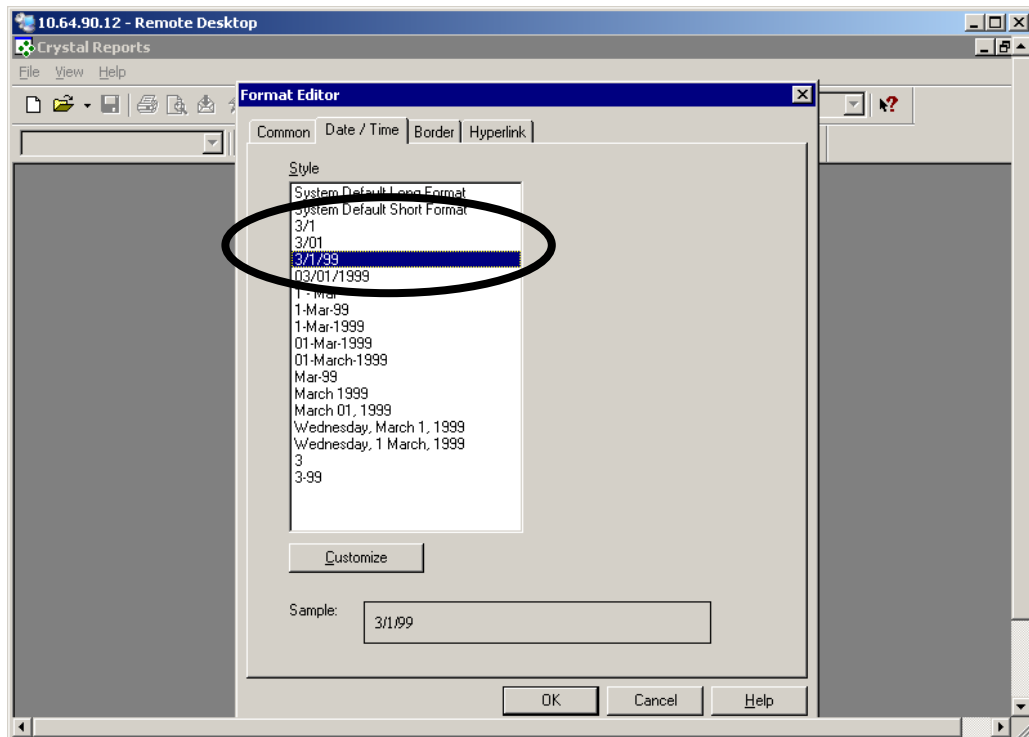 10.64.90.12 - Remote Desktop
Crystal Reports
File View Help
Format Editor
Common Date / Time Border Hyperlink
Style
System Default Long Format
System Default Short Format
3/1
3/01
3/1/99
03/01/1999
1 - Mar
1-Mar-99
1-Mar-1999
01-Mar-1999
01-March-1999
Mar-99
March 1999
March 01, 1999
Wednesday, March 1, 1999
Wednesday, 1 March, 1999
3
3-99
Customize
Sample:
3/1/99
OK Cancel Help